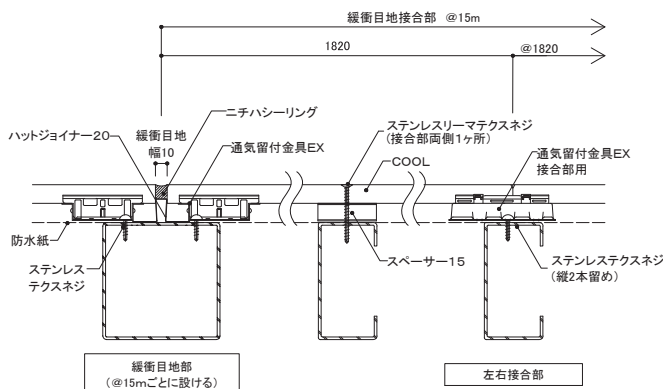 緩衝目地接合部 @15m
1820
@1820
緩衝目地
幅10
ニチハシーリング
ハットジョイナー20
通気留付金具EX
ステンレスリーマテクスネジ
(接合部両側1ヶ所)
COOL
通気留付金具EX
接合部用
防水紙
ステンレス
テクスネジ
スペーサー15
ステンレステクスネジ
(縦2本留め)
緩衝目地部
(@15mごとに設ける)
左右接合部